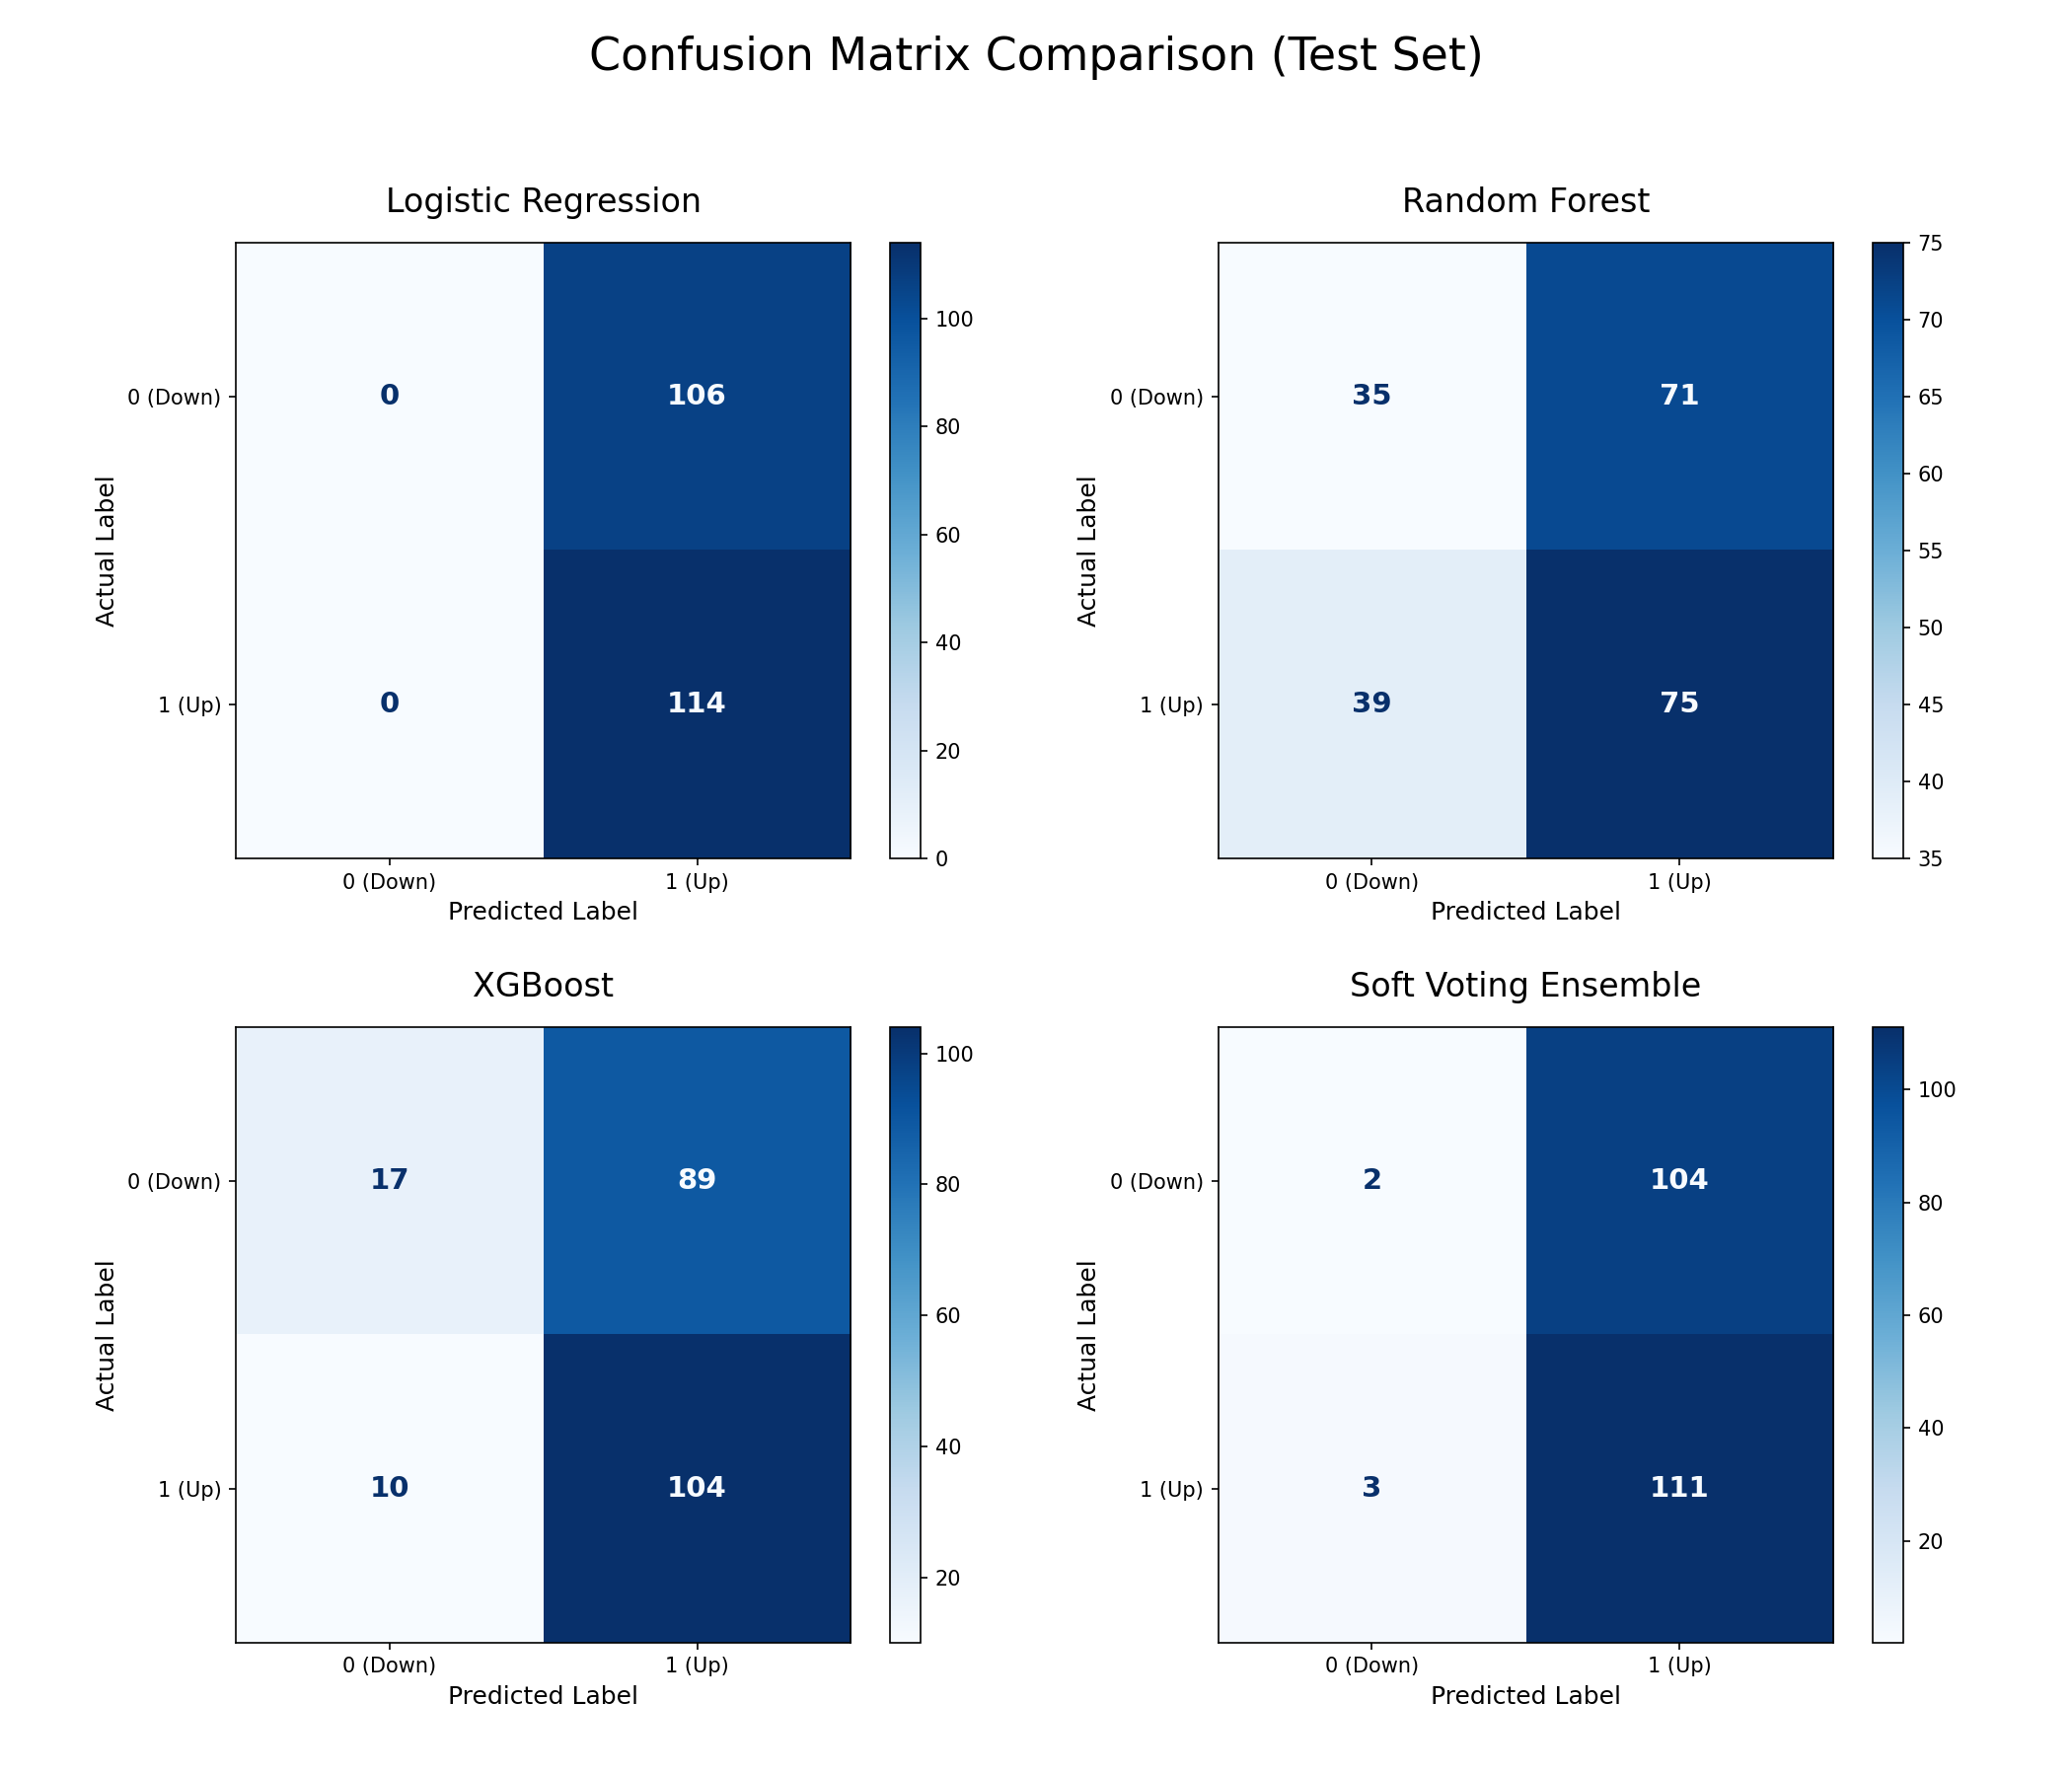 Confusion Matrix Comparison (Test Set)
Logistic Regression
Actual Label
0 (Down)
1 (Up)
0
106
0
114
0 (Down)
1 (Up)
Predicted Label
100
80
60
40
20
0
Random Forest
Actual Label
0 (Down)
1 (Up)
35
71
39
75
0 (Down)
1 (Up)
Predicted Label
75
70
65
60
55
50
45
40
35
XGBoost
Actual Label
0 (Down)
1 (Up)
17
89
10
104
0 (Down)
1 (Up)
Predicted Label
100
80
60
40
20
Soft Voting Ensemble
Actual Label
0 (Down)
1 (Up)
2
104
3
111
0 (Down)
1 (Up)
Predicted Label
100
80
60
40
20